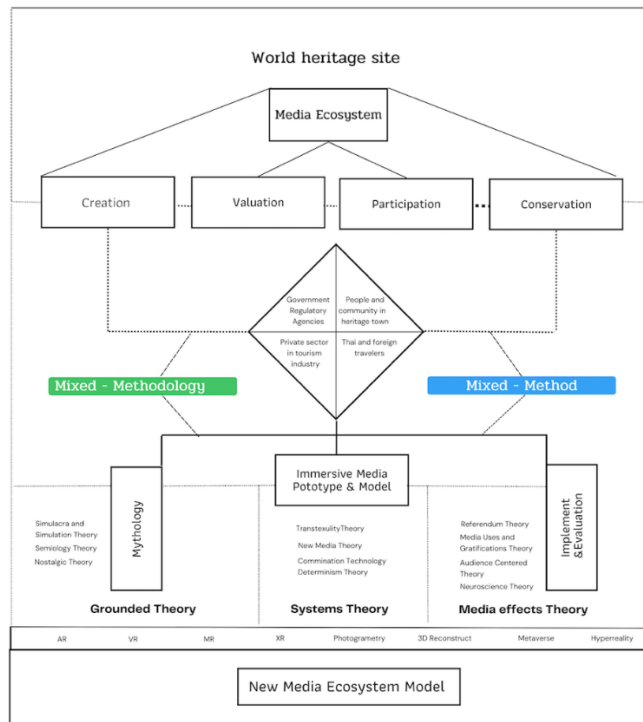 World heritage site
Media Ecosystem
Creation
Valuation
Participation
Conservation
Government
Regulatory
Agencies
People and
community in
heritage town
Private sector
in tourism
industry
Thai and foreign
travelers
Mixed - Methodology
Mixed - Method
Mythology
Immersive Media
Pototype & Model
Implement
&Evaluation
Simulacra and
Simulation Theory
Semiology Theory
Nostalgic Theory
TranstexulityTheory
New Media Theory
Commination Technology
Determinism Theory
Referendum Theory
Media Uses and
Gratifications Theory
Audience Centered
Theory
Neuroscience Theory
Grounded Theory
Systems Theory
Media effects Theory
AR VR MR XR Photogrametry 3D Reconstruct Metaverse Hyperreality
New Media Ecosystem Model